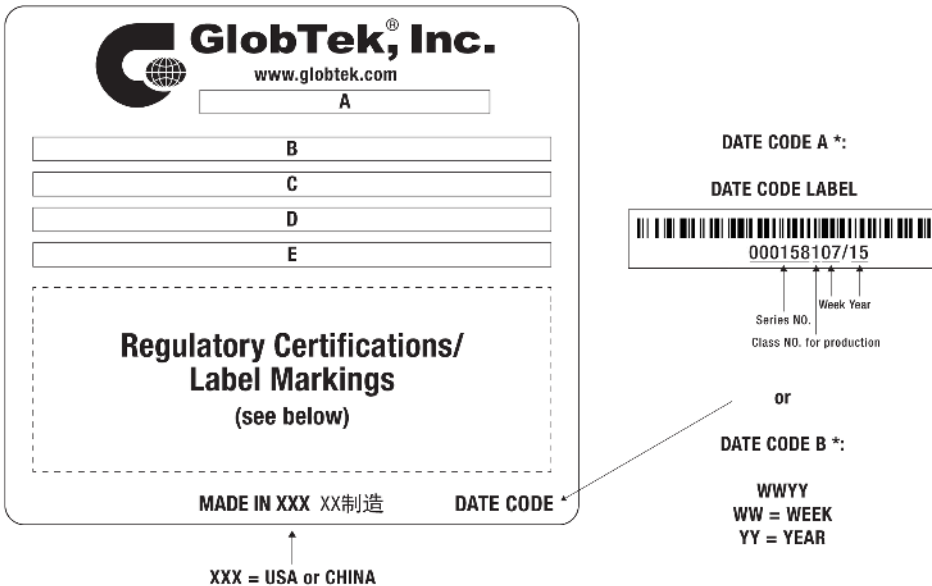 GlobTek®, Inc.
www.globtek.com
A
B
C
D
E
Regulatory Certifications/
Label Markings
(see below)
MADE IN XXX XX制造
DATE CODE
XXX = USA or CHINA
DATE CODE A *:
DATE CODE LABEL
000158107/15
Week Year
Series NO.
Class NO. for production
or
DATE CODE B *:
WWYY
WW = WEEK
YY = YEAR